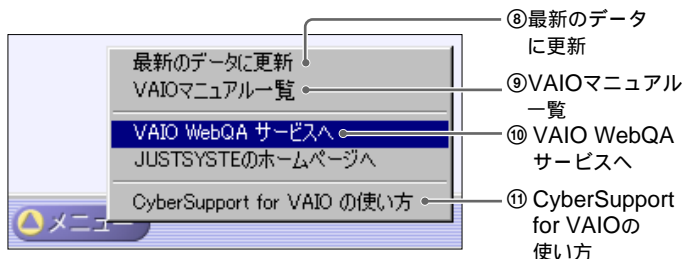 最新のデータに更新
VAIOマニュアル一覧
VAIO WebQA サービスへ
JUSTSYSTEのホームページへ
CyberSupport for VAIO の使い方
メニュー
⑧最新のデータ
に更新
⑨VAIOマニュアル
一覧
⑩ VAIO WebQA
サービスへ
⑪ CyberSupport
for VAIOの
使い方